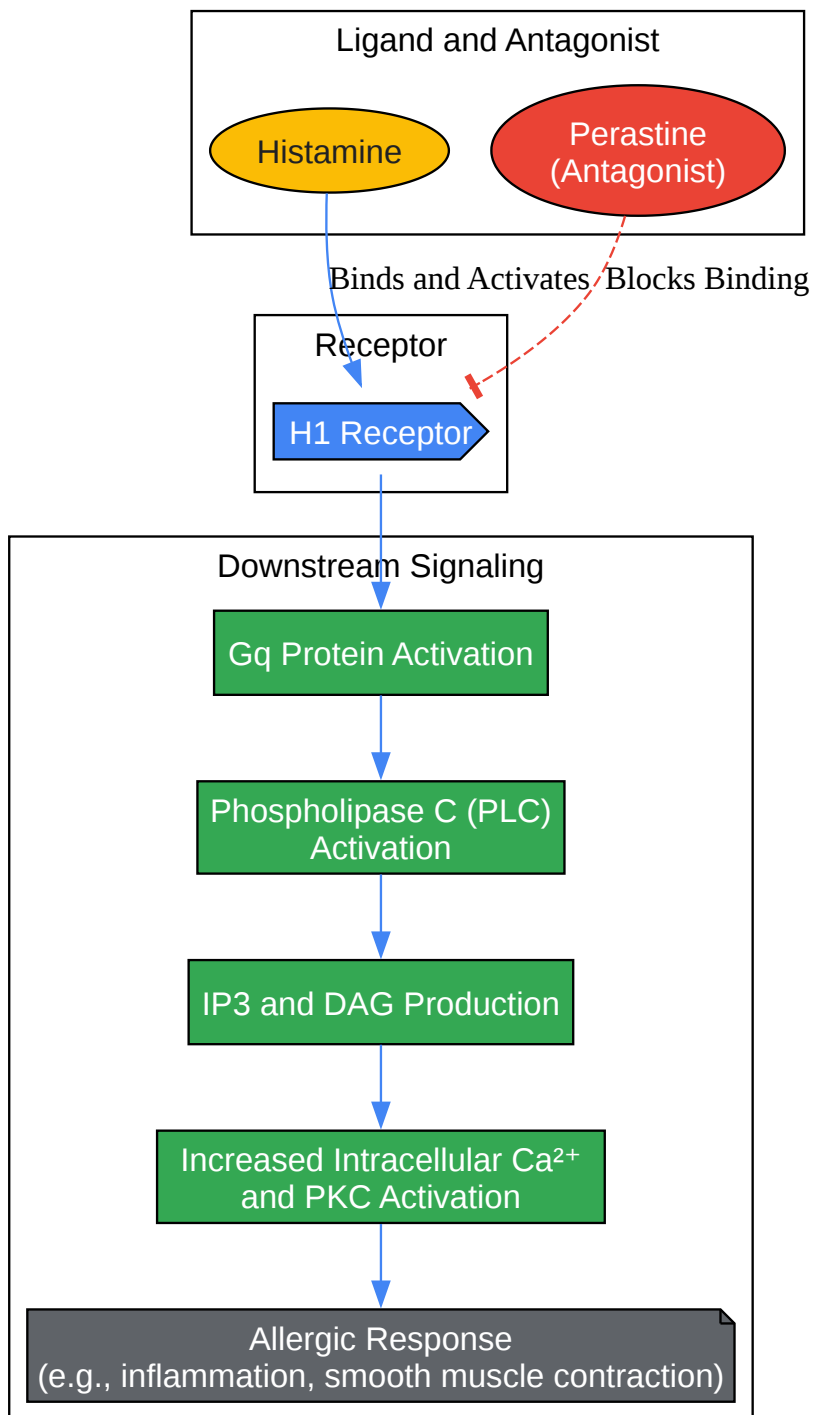 Ligand and Antagonist
Histamine
Perastine
(Antagonist)
Binds and Activates
Blocks Binding
Receptor
H1 Receptor
Downstream Signaling
Gq Protein Activation
Phospholipase C (PLC)
Activation
IP3 and DAG Production
Increased Intracellular Ca²⁺
and PKC Activation
Allergic Response
(e.g., inflammation, smooth muscle contraction)